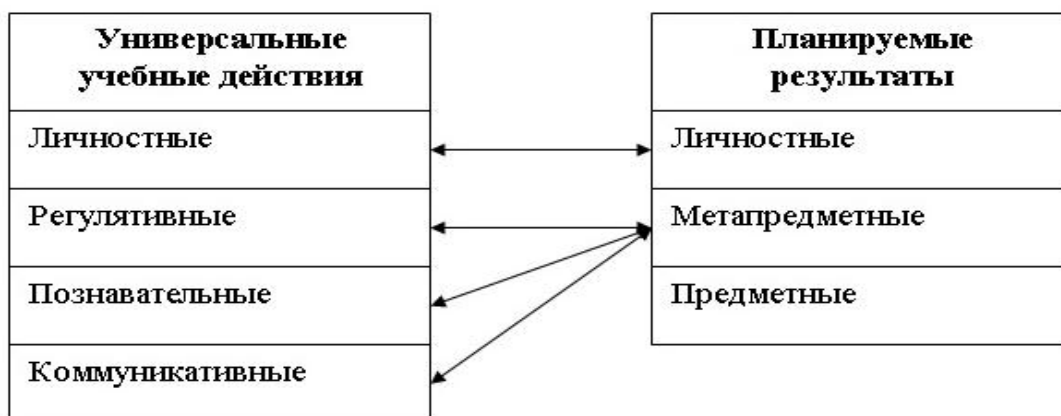 Универсальные
учебные действия
Личностные
Регулятивные
Познавательные
Коммуникативные
Планируемые
результаты
Личностные
Метапредметные
Предметные